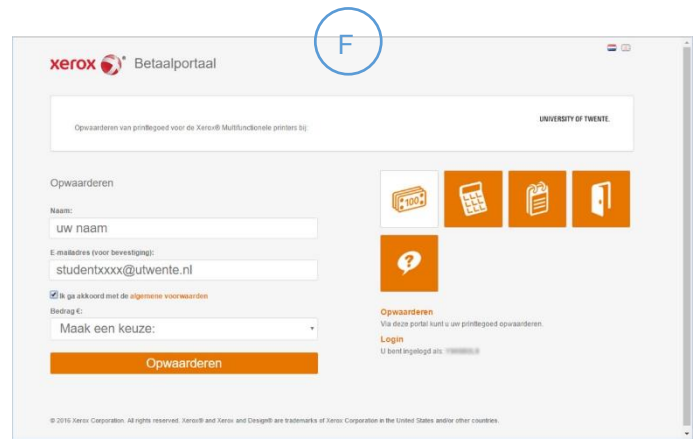 F
xerox Betaalportaal
Opwaarderen van printtegoed voor de Xerox® Multifunctionele printers bij:
UNIVERSITY OF TWENTE.
Opwaarderen
Naam:
uw naam
E-mailadres (voor bevestiging):
studentxxxx@utwente.nl
Ik ga akkoord met de algemene voorwaarden
Bedrag €:
Maak een keuze:
Opwaarderen
100
?
Opwaarderen
Via deze portal kunt u uw printtegoed opwaarderen.
Login
U bent ingelogd als:
© 2016 Xerox Corporation. All rights reserved. Xerox® and Xerox and Design® are trademarks of Xerox Corporation in the United States and/or other countries.